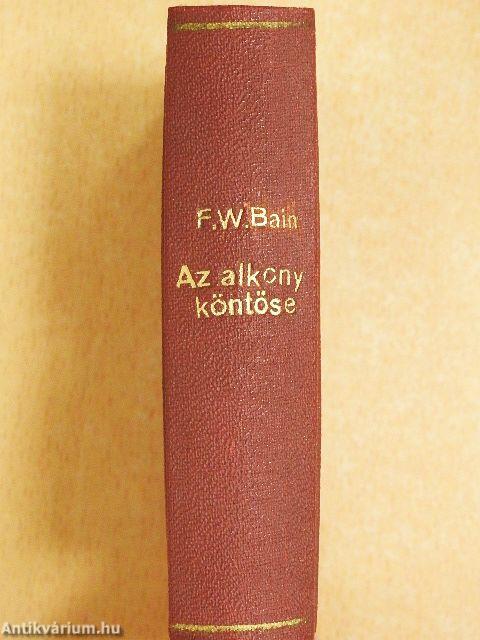 F.W.Bain
Az alkony
köntöse
Antikvárium.hu